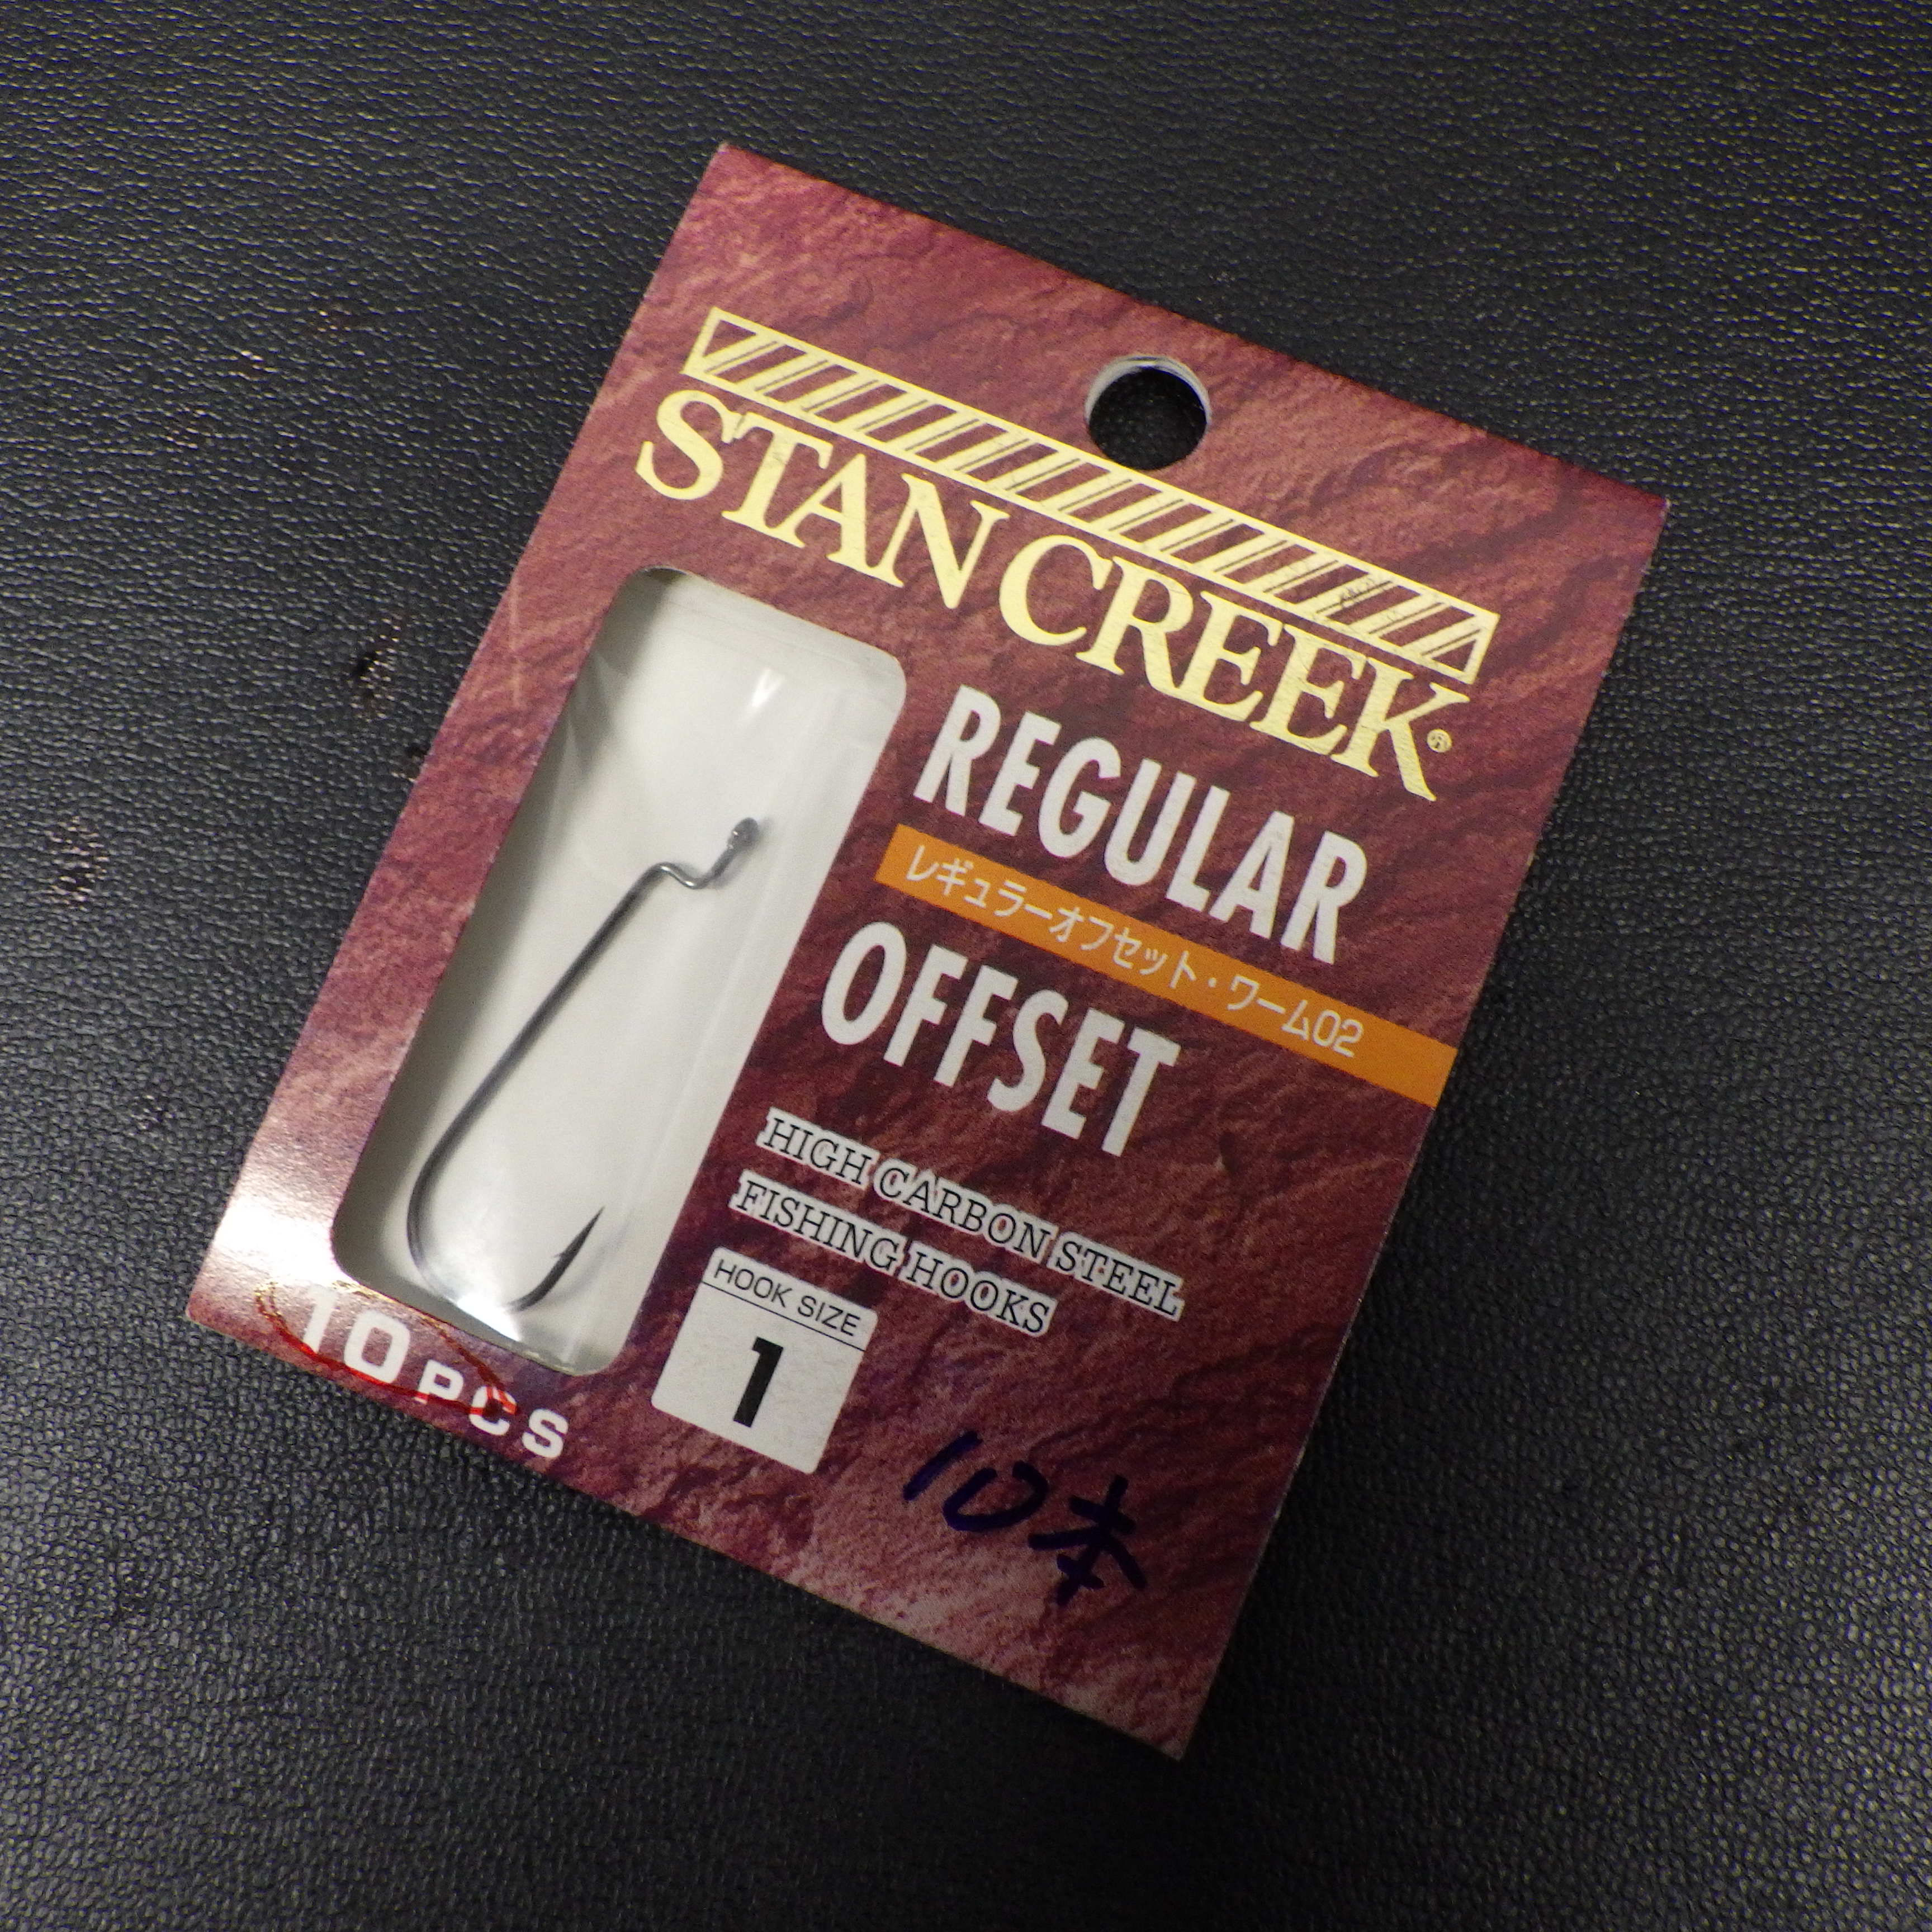 STAN CREEK®
REGULAR
レギュラーオフセット・ワーム02
OFFSET
HIGH CARBON STEEL
FISHING HOOKS
HOOK SIZE
1
10PCS
10本